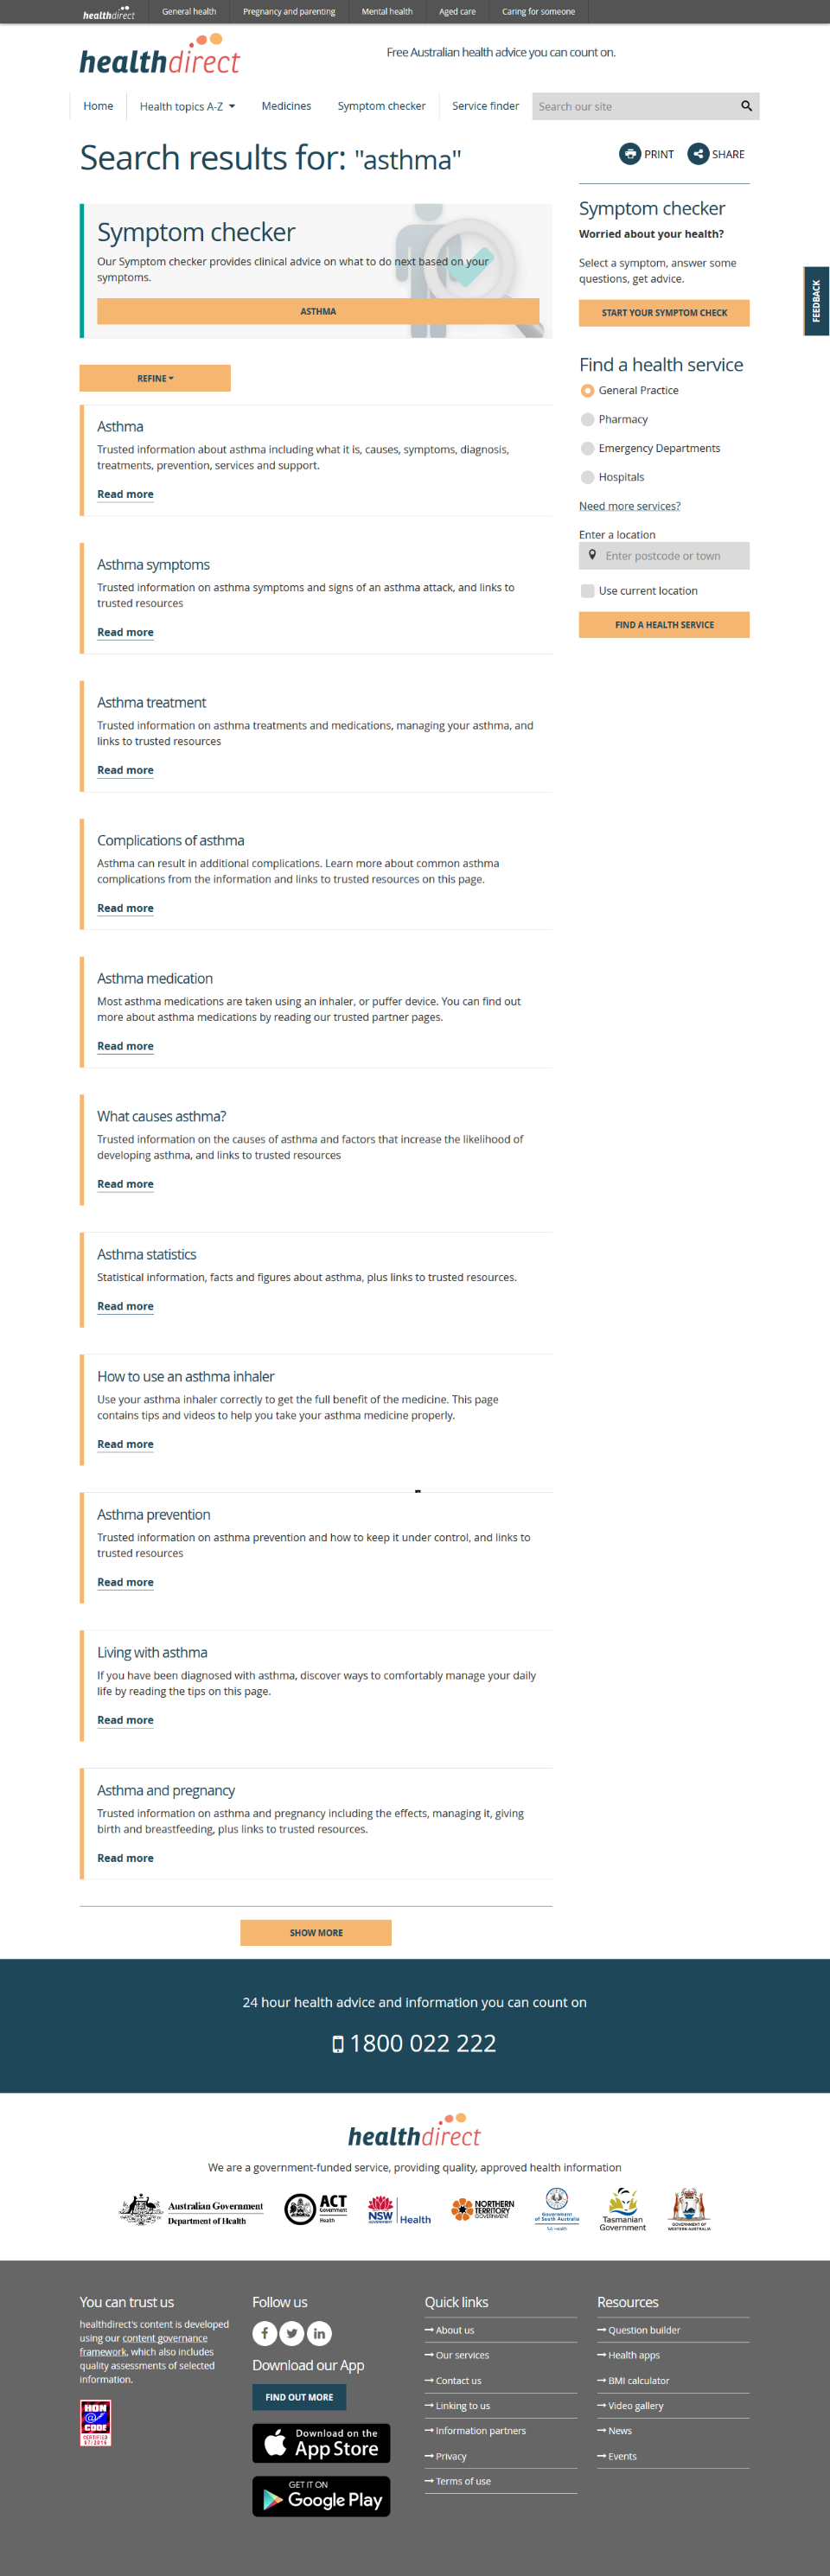 healthdirect
General health
Pregnancy and parenting
Mental health
Aged care
Caring for someone
healthdirect
Free Australian health advice you can count on.
Home
Health topics A-Z
Medicines
Symptom checker
Service finder
Search our site
Search results for: "asthma"
PRINT
SHARE
Symptom checker
Our Symptom checker provides clinical advice on what to do next based on your
symptoms.
ASTHMA
REFINE
Asthma
Trusted information about asthma including what it is, causes, symptoms, diagnosis,
treatments, prevention, services and support.
Read more
Asthma symptoms
Trusted information on asthma symptoms and signs of an asthma attack, and links to
trusted resources
Read more
Asthma treatment
Trusted information on asthma treatments and medications, managing your asthma, and
links to trusted resources
Read more
Complications of asthma
Asthma can result in additional complications. Learn more about common asthma
complications from the information and links to trusted resources on this page.
Read more
Asthma medication
Most asthma medications are taken using an inhaler, or puffer device. You can find out
more about asthma medications by reading our trusted partner pages.
Read more
What causes asthma?
Trusted information on the causes of asthma and factors that increase the likelihood of
developing asthma, and links to trusted resources
Read more
Asthma statistics
Statistical information, facts and figures about asthma, plus links to trusted resources.
Read more
How to use an asthma inhaler
Use your asthma inhaler correctly to get the full benefit of the medicine. This page
contains tips and videos to help you take your asthma medicine properly.
Read more
Asthma prevention
Trusted information on asthma prevention and how to keep it under control, and links to
trusted resources
Read more
Living with asthma
If you have been diagnosed with asthma, discover ways to comfortably manage your daily
life by reading the tips on this page.
Read more
Asthma and pregnancy
Trusted information on asthma and pregnancy including the effects, managing it, giving
birth and breastfeeding, plus links to trusted resources.
Read more
SHOW MORE
Symptom checker
Worried about your health?
Select a symptom, answer some
questions, get advice.
START YOUR SYMPTOM CHECK
Find a health service
General Practice
Pharmacy
Emergency Departments
Hospitals
Need more services?
Enter a location
Enter postcode or town
Use current location
FIND A HEALTH SERVICE
FEEDBACK
24 hour health advice and information you can count on
1800 022 222
healthdirect
We are a government-funded service, providing quality, approved health information
Australian Government
Department of Health
ACT
Government
Health
NSW
GOVERNMENT
Health
NORTHERN
TERRITORY
GOVERNMENT
Government
of South Australia
SA Health
Tasmanian
Government
GOVERNMENT OF
WESTERN AUSTRALIA
You can trust us
healthdirect's content is developed
using our content governance
framework, which also includes
quality assessments of selected
information.
HON
@
CODE
CERTIFIED
07/2014
Follow us
Download our App
FIND OUT MORE
Download on the
App Store
GET IT ON
Google Play
Quick links
About us
Our services
Contact us
Linking to us
Information partners
Privacy
Terms of use
Resources
Question builder
Health apps
BMI calculator
Video gallery
News
Events